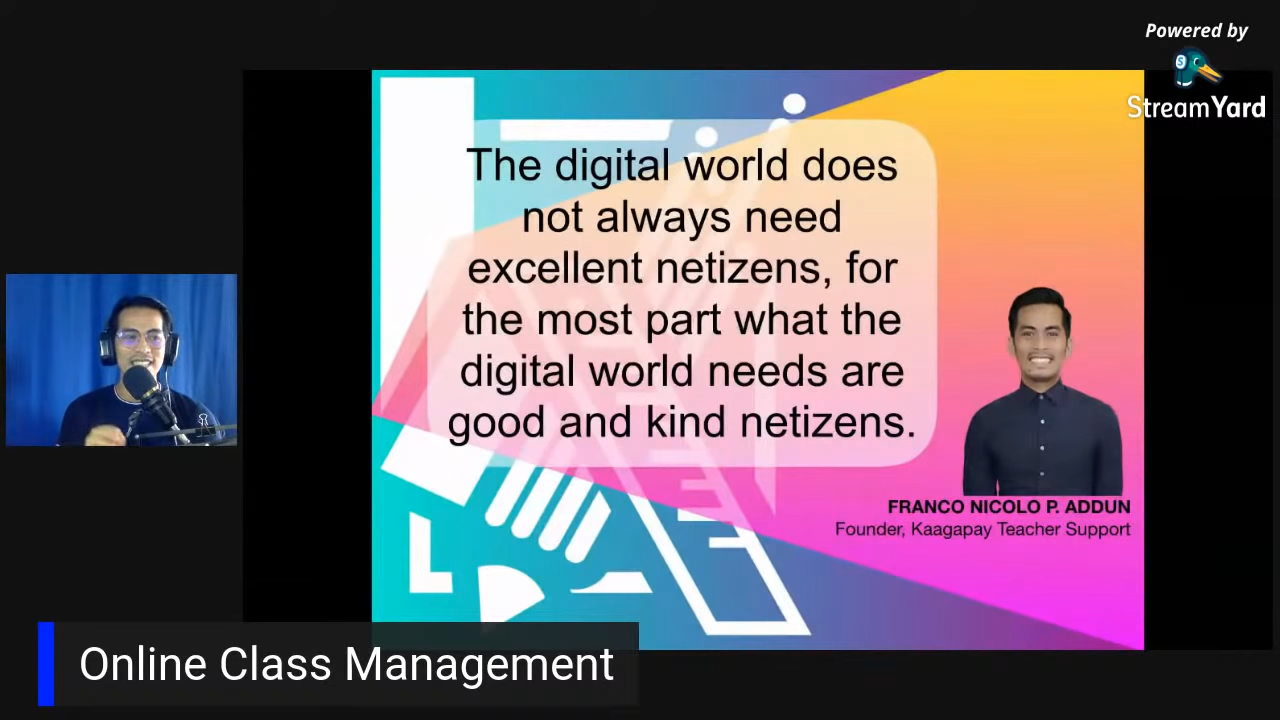 Powered by
StreamYard
The digital world does
not always need
excellent netizens, for
the most part what the
digital world needs are
good and kind netizens.
FRANCO NICOLO P. ADDUN
Founder, Kaagapay Teacher Support
Online Class Management